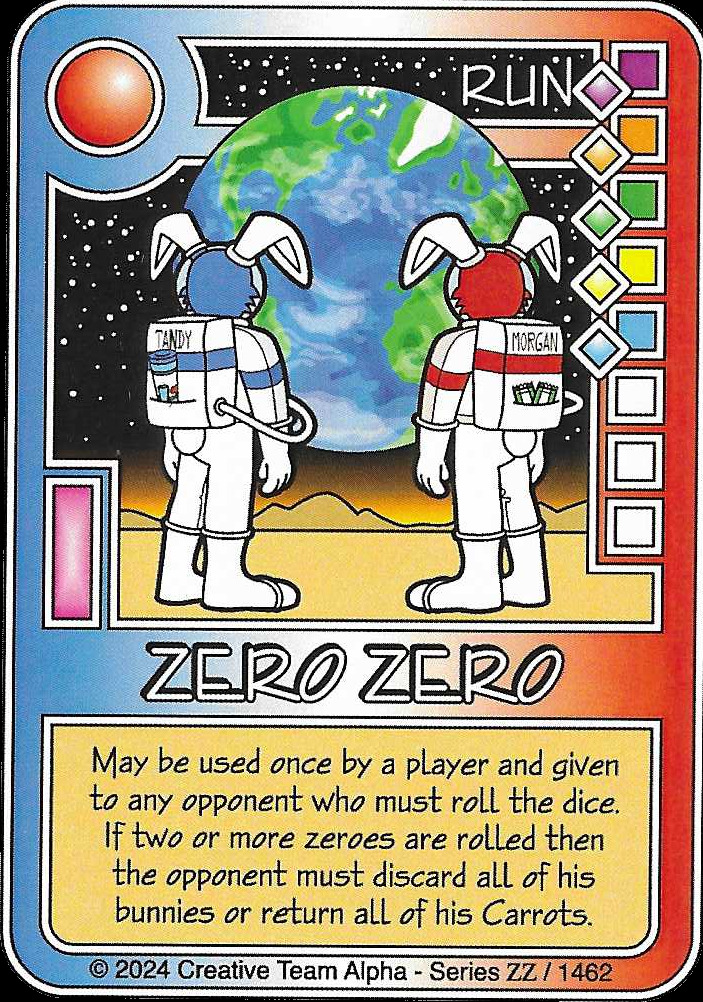 RUN
TANDY
MORGAN
ZERO ZERO
May be used once by a player and given
to any opponent who must roll the dice.
If two or more zeroes are rolled then
the opponent must discard all of his
bunnies or return all of his Carrots.
© 2024 Creative Team Alpha - Series ZZ / 1462